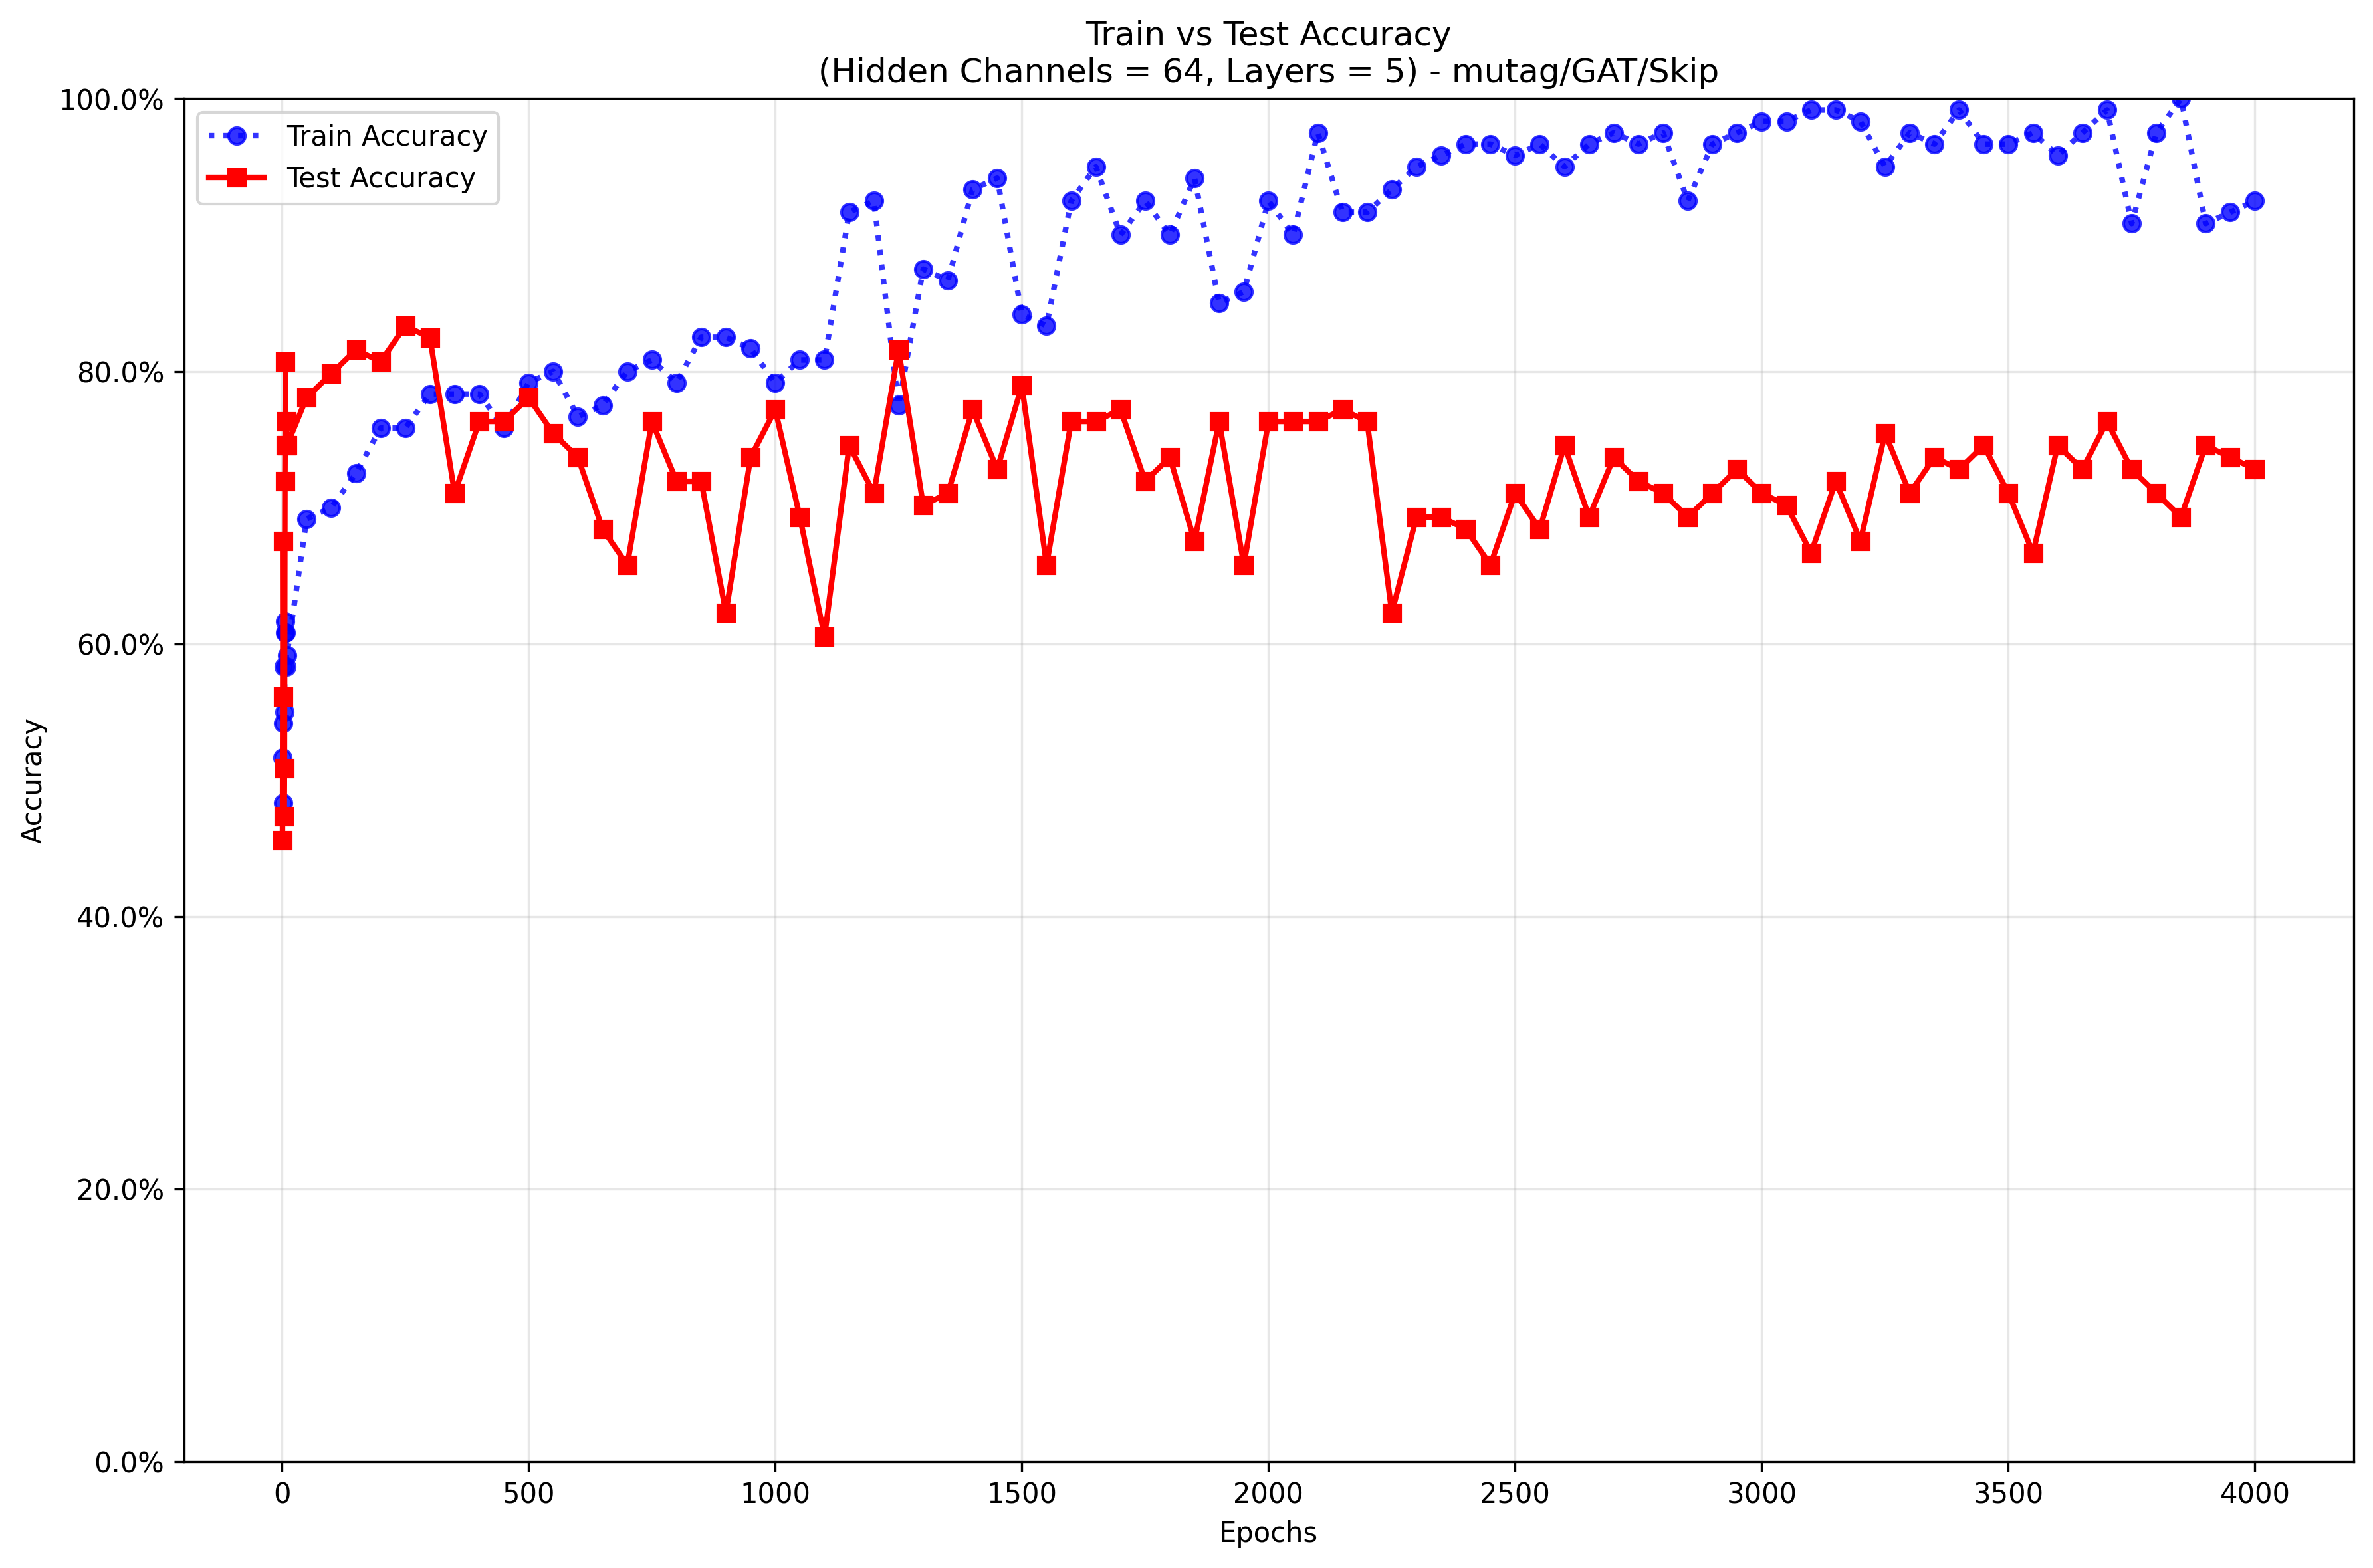 Train vs Test Accuracy
(Hidden Channels = 64, Layers = 5) - mutag/GAT/Skip
Train Accuracy
Test Accuracy
100.0%
80.0%
60.0%
40.0%
20.0%
0.0%
Accuracy
0 500 1000 1500 2000 2500 3000 3500 4000
Epochs